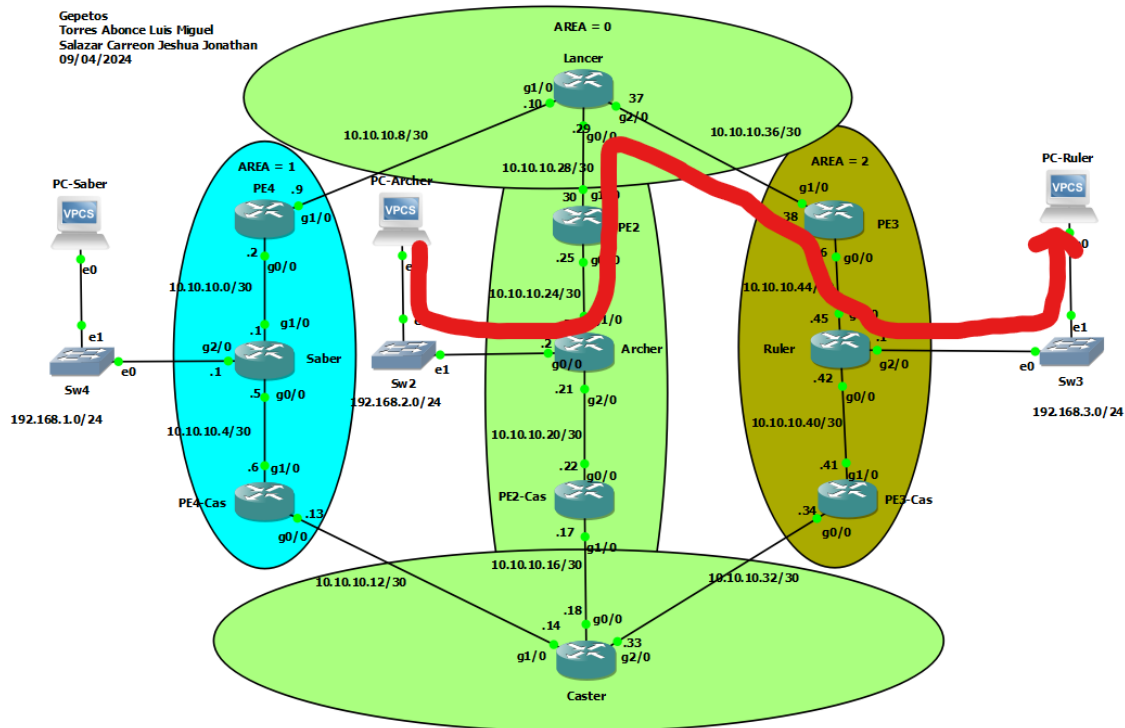 Gepetos
Torres Abonce Luis Miguel
Salazar Carreon Jeshua Jonathan
09/04/2024
AREA = 0
Lancer
g1/0
.10
37
g2/0
.29
g0/0
10.10.10.8/30
10.10.10.36/30
10.10.10.28/30
AREA = 1
PE4
.9
g1/0
.2
g0/0
10.10.10.0/30
g1/0
.1
g2/0
.1
Saber
.5
g0/0
10.10.10.4/30
.6
g1/0
PE4-Cas
.13
g0/0
10.10.10.12/30
PC-Saber
VPCS
e0
e1
Sw4
e0
192.168.1.0/24
PC-Archer
VPCS
Sw2
e1
192.168.2.0/24
30
PE2
.25
10.10.10.24/30
.2
g0/0
Archer
.21
g2/0
10.10.10.20/30
.22
g0/0
PE2-Cas
.17
g1/0
10.10.10.16/30
.18
g0/0
.14
g1/0
.33
g2/0
Caster
AREA = 2
g1/0
38
PE3
g0/0
10.10.10.44/30
.45
Ruler
.1
g2/0
.42
g0/0
10.10.10.40/30
.41
g1/0
PE3-Cas
.34
g0/0
10.10.10.32/30
PC-Ruler
VPCS
e1
e0
Sw3
192.168.3.0/24